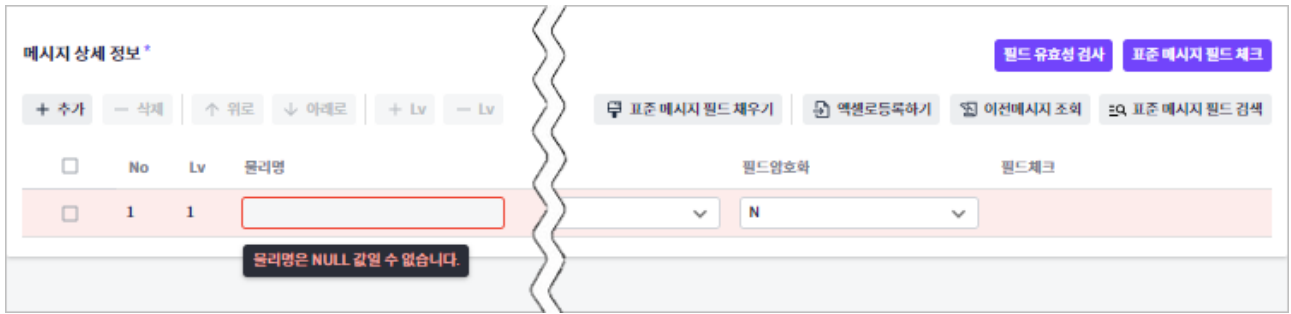 메시지 상세 정보 *
필드 유효성 검사 표준 메시지 필드 체크
+ 추가 - 삭제 ↑ 위로 ↓ 아래로 + Lv - Lv 표준 메시지 필드 채우기 엑셀로등록하기 이전메시지 조회 표준 메시지 필드 검색
No Lv 물리명 필드암호화 필드체크
1 1 N
물리명은 NULL 값일 수 없습니다.